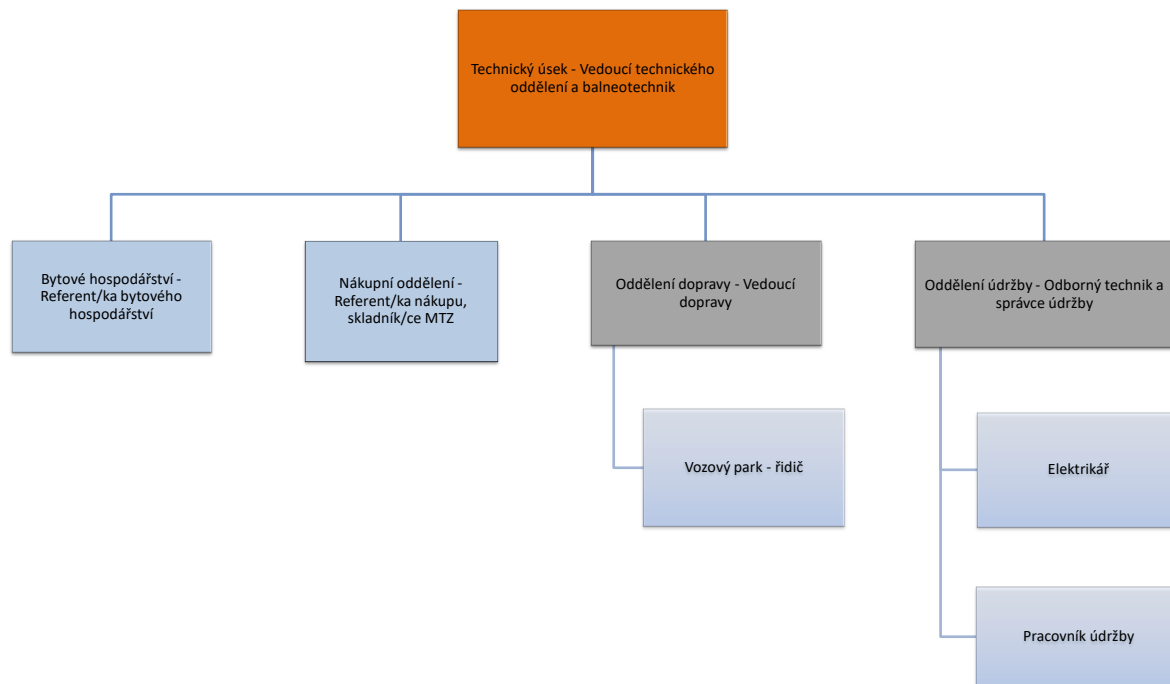 Technický úsek - Vedoucí technického
oddělení a balneotechnik
Bytové hospodářství -
Referent/ka bytového
hospodářství
Nákupní oddělení -
Referent/ka nákupu,
skladník/ce MTZ
Oddělení dopravy - Vedoucí
dopravy
Oddělení údržby - Odborný technik a
správce údržby
Vozový park - řidič
Elektrikář
Pracovník údržby